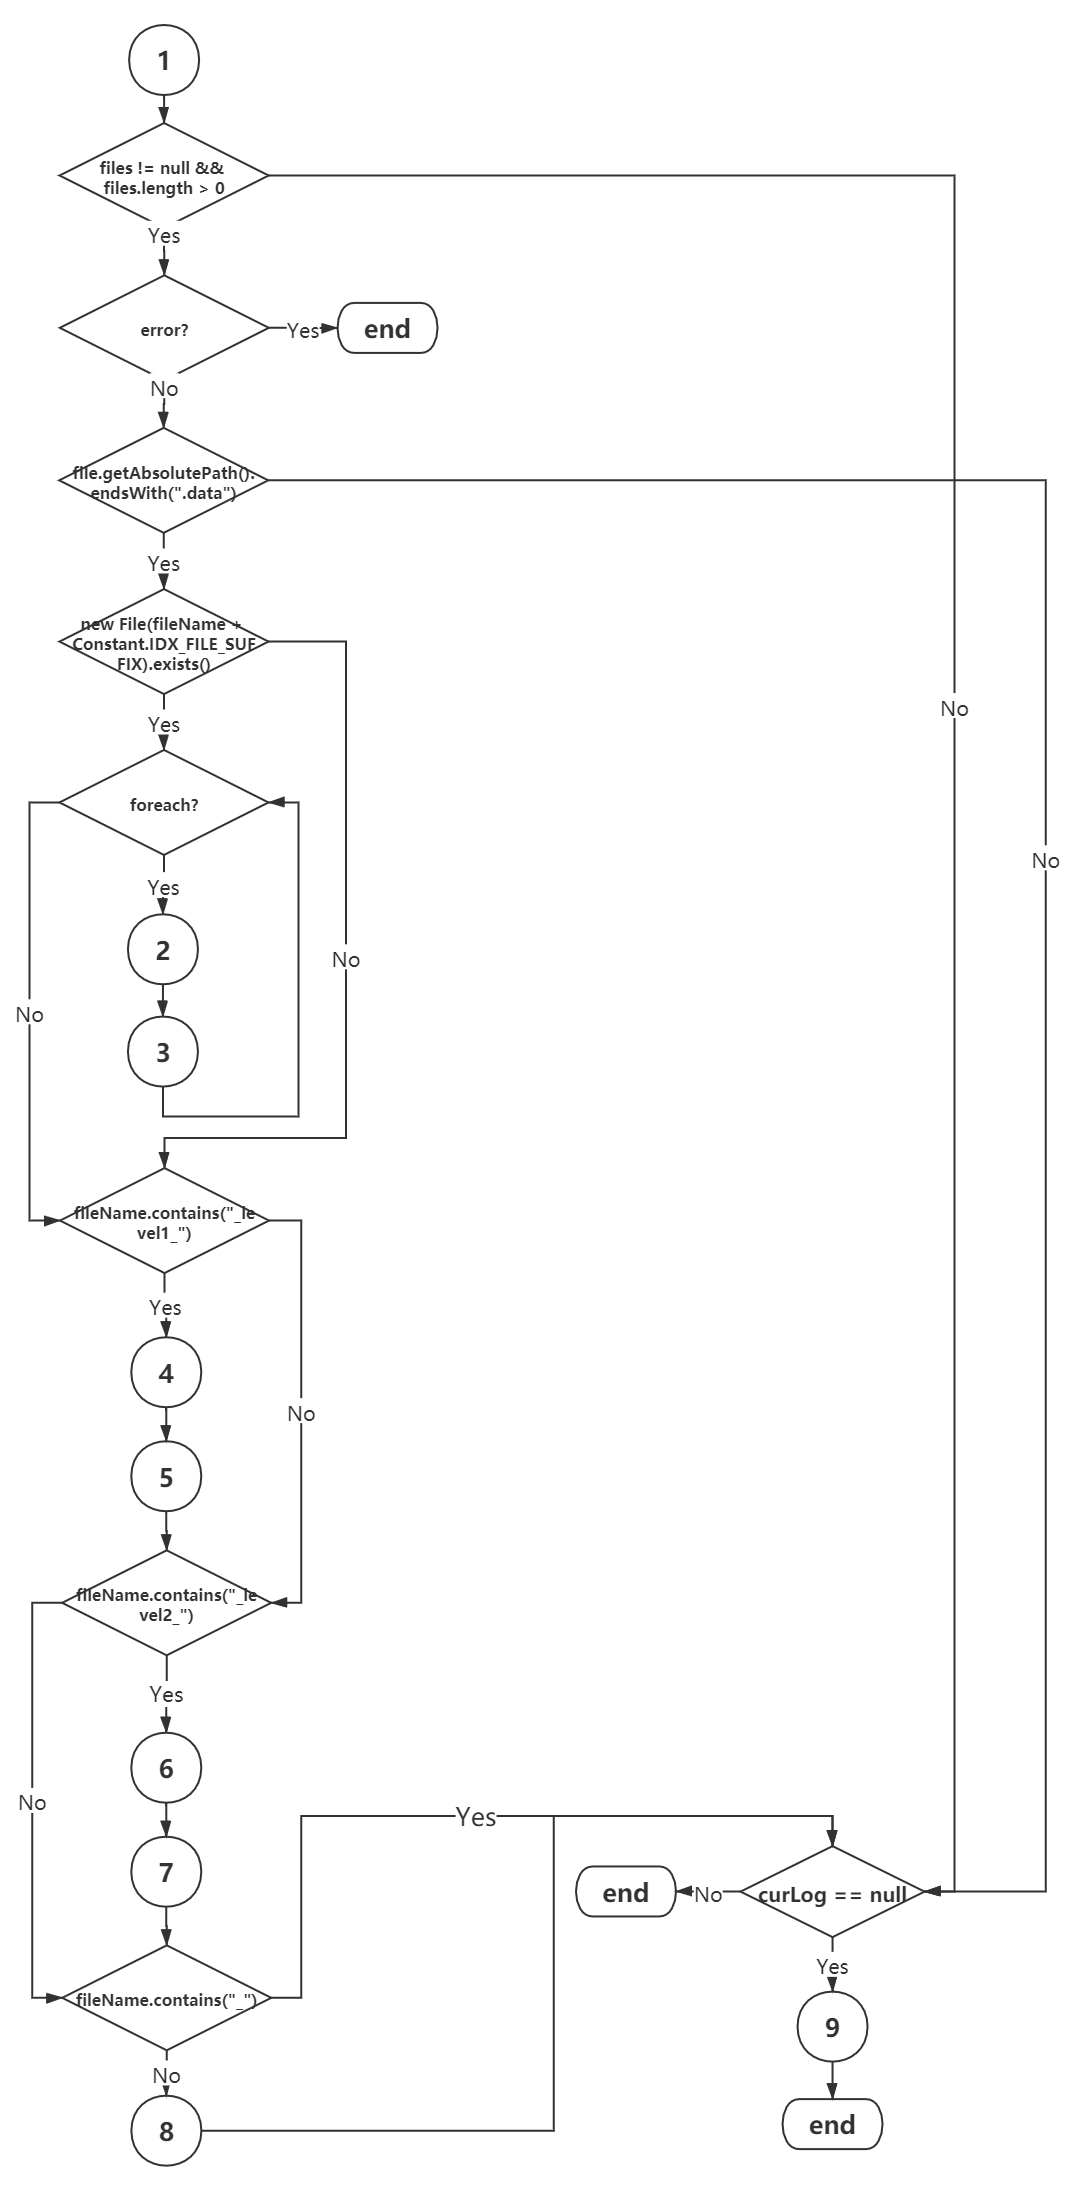 1
files != null &&
files.length > 0
Yes
error?
Yes
end
No
file.getAbsolutePath().
endsWith(".data")
Yes
new File(fileName +
Constant.IDX_FILE_SUF
FIX).exists()
No
Yes
foreach?
No
Yes
2
No
No
3
fileName.contains("_le
vel1_")
Yes
4
No
5
fileName.contains("_le
vel2_")
Yes
6
No
Yes
7
end
No
curLog == null
Yes
fileName.contains("_")
9
No
8
end